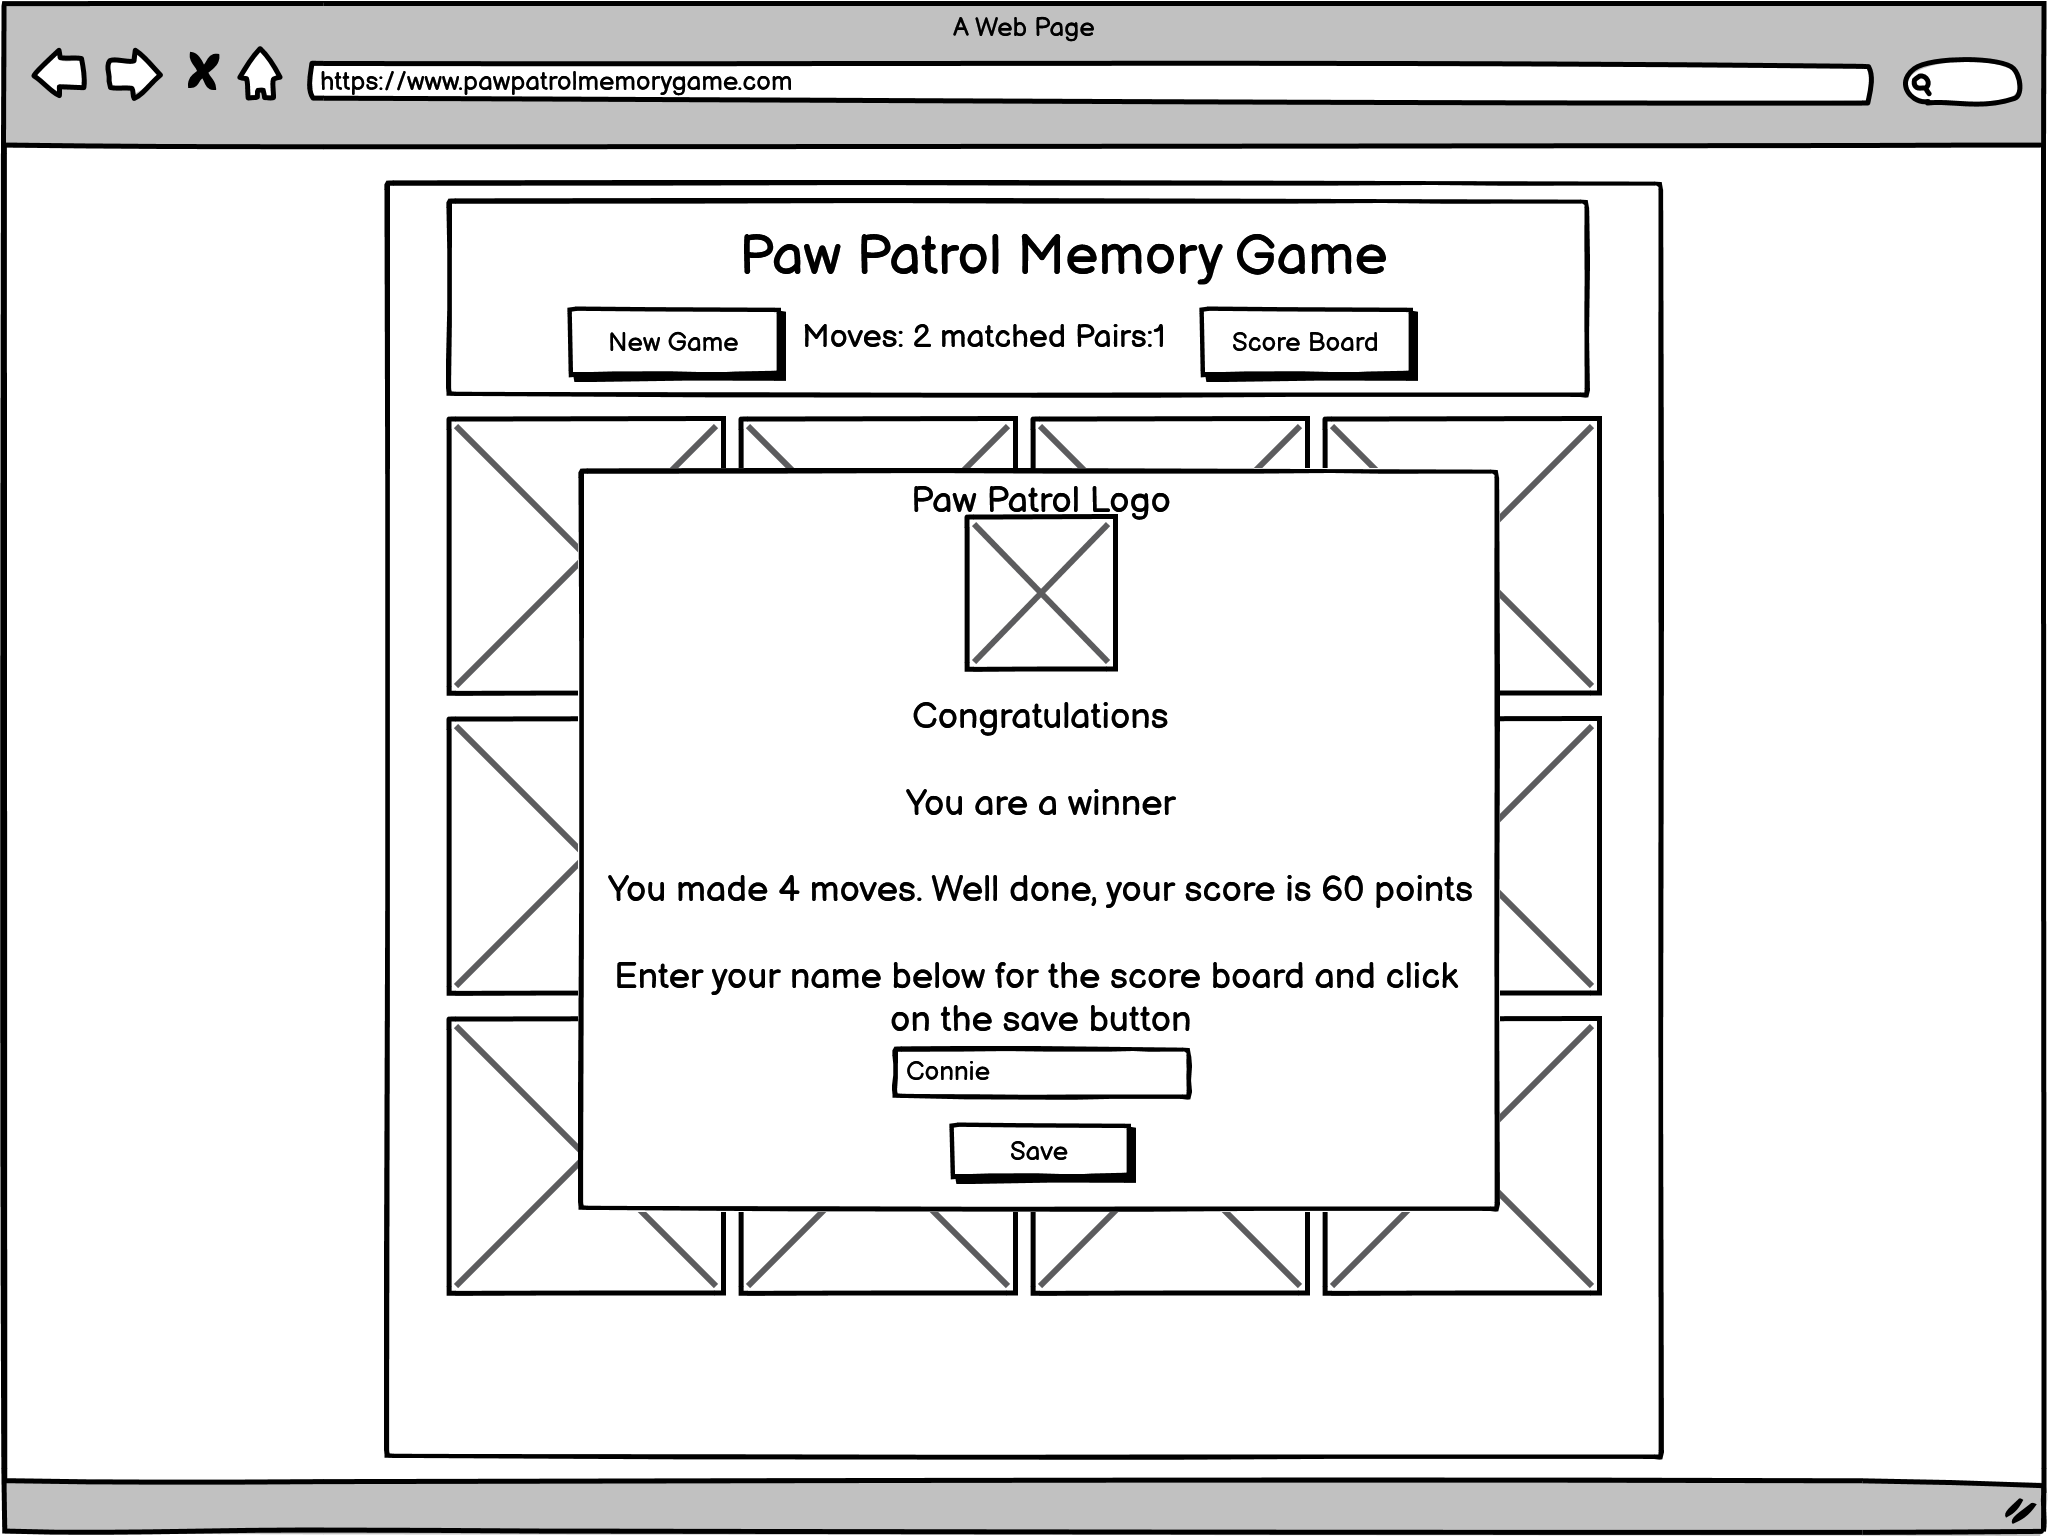 A Web Page
https://www.pawpatrolmemorygame.com
Paw Patrol Memory Game
New Game
Moves: 2 matched Pairs:1
Score Board
Paw Patrol Logo
Congratulations
You are a winner
You made 4 moves. Well done, your score is 60 points
Enter your name below for the score board and click
on the save button
Connie
Save